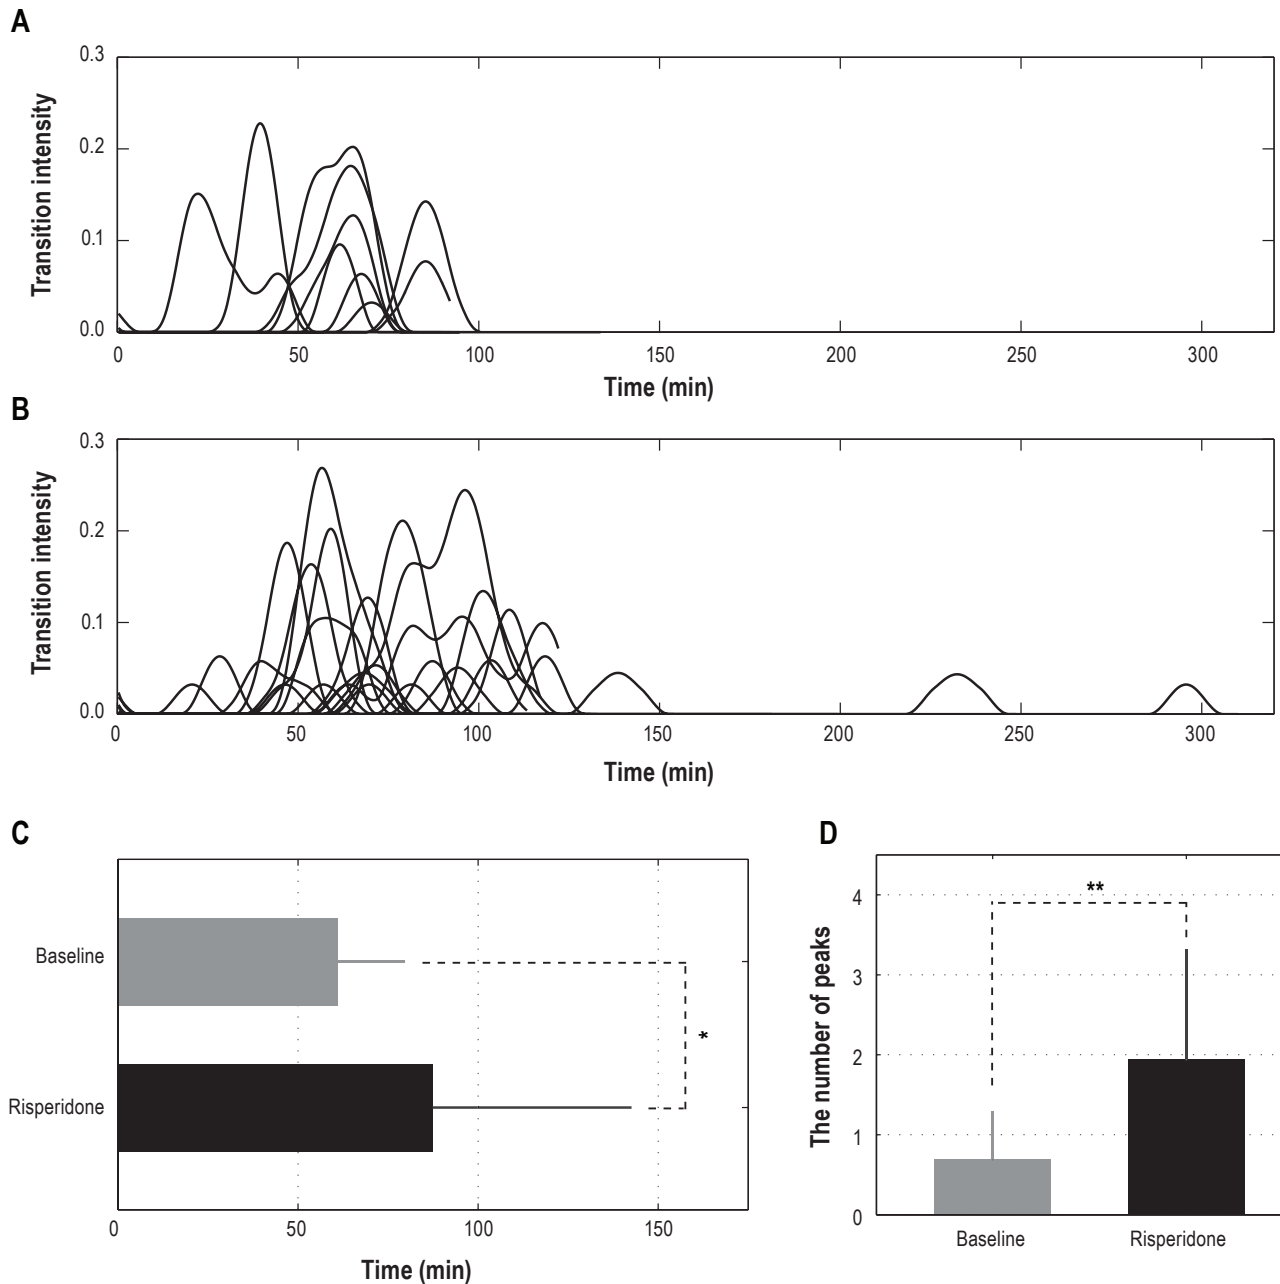 A
Transition intensity
0.3
0.2
0.1
0.0
0 50 100 150 200 250 300
Time (min)
B
Transition intensity
0.3
0.2
0.1
0.0
0 50 100 150 200 250 300
Time (min)
C
Baseline
Risperidone
*
0 50 100 150
Time (min)
D
The number of peaks
**
4
3
2
1
0
Baseline Risperidone